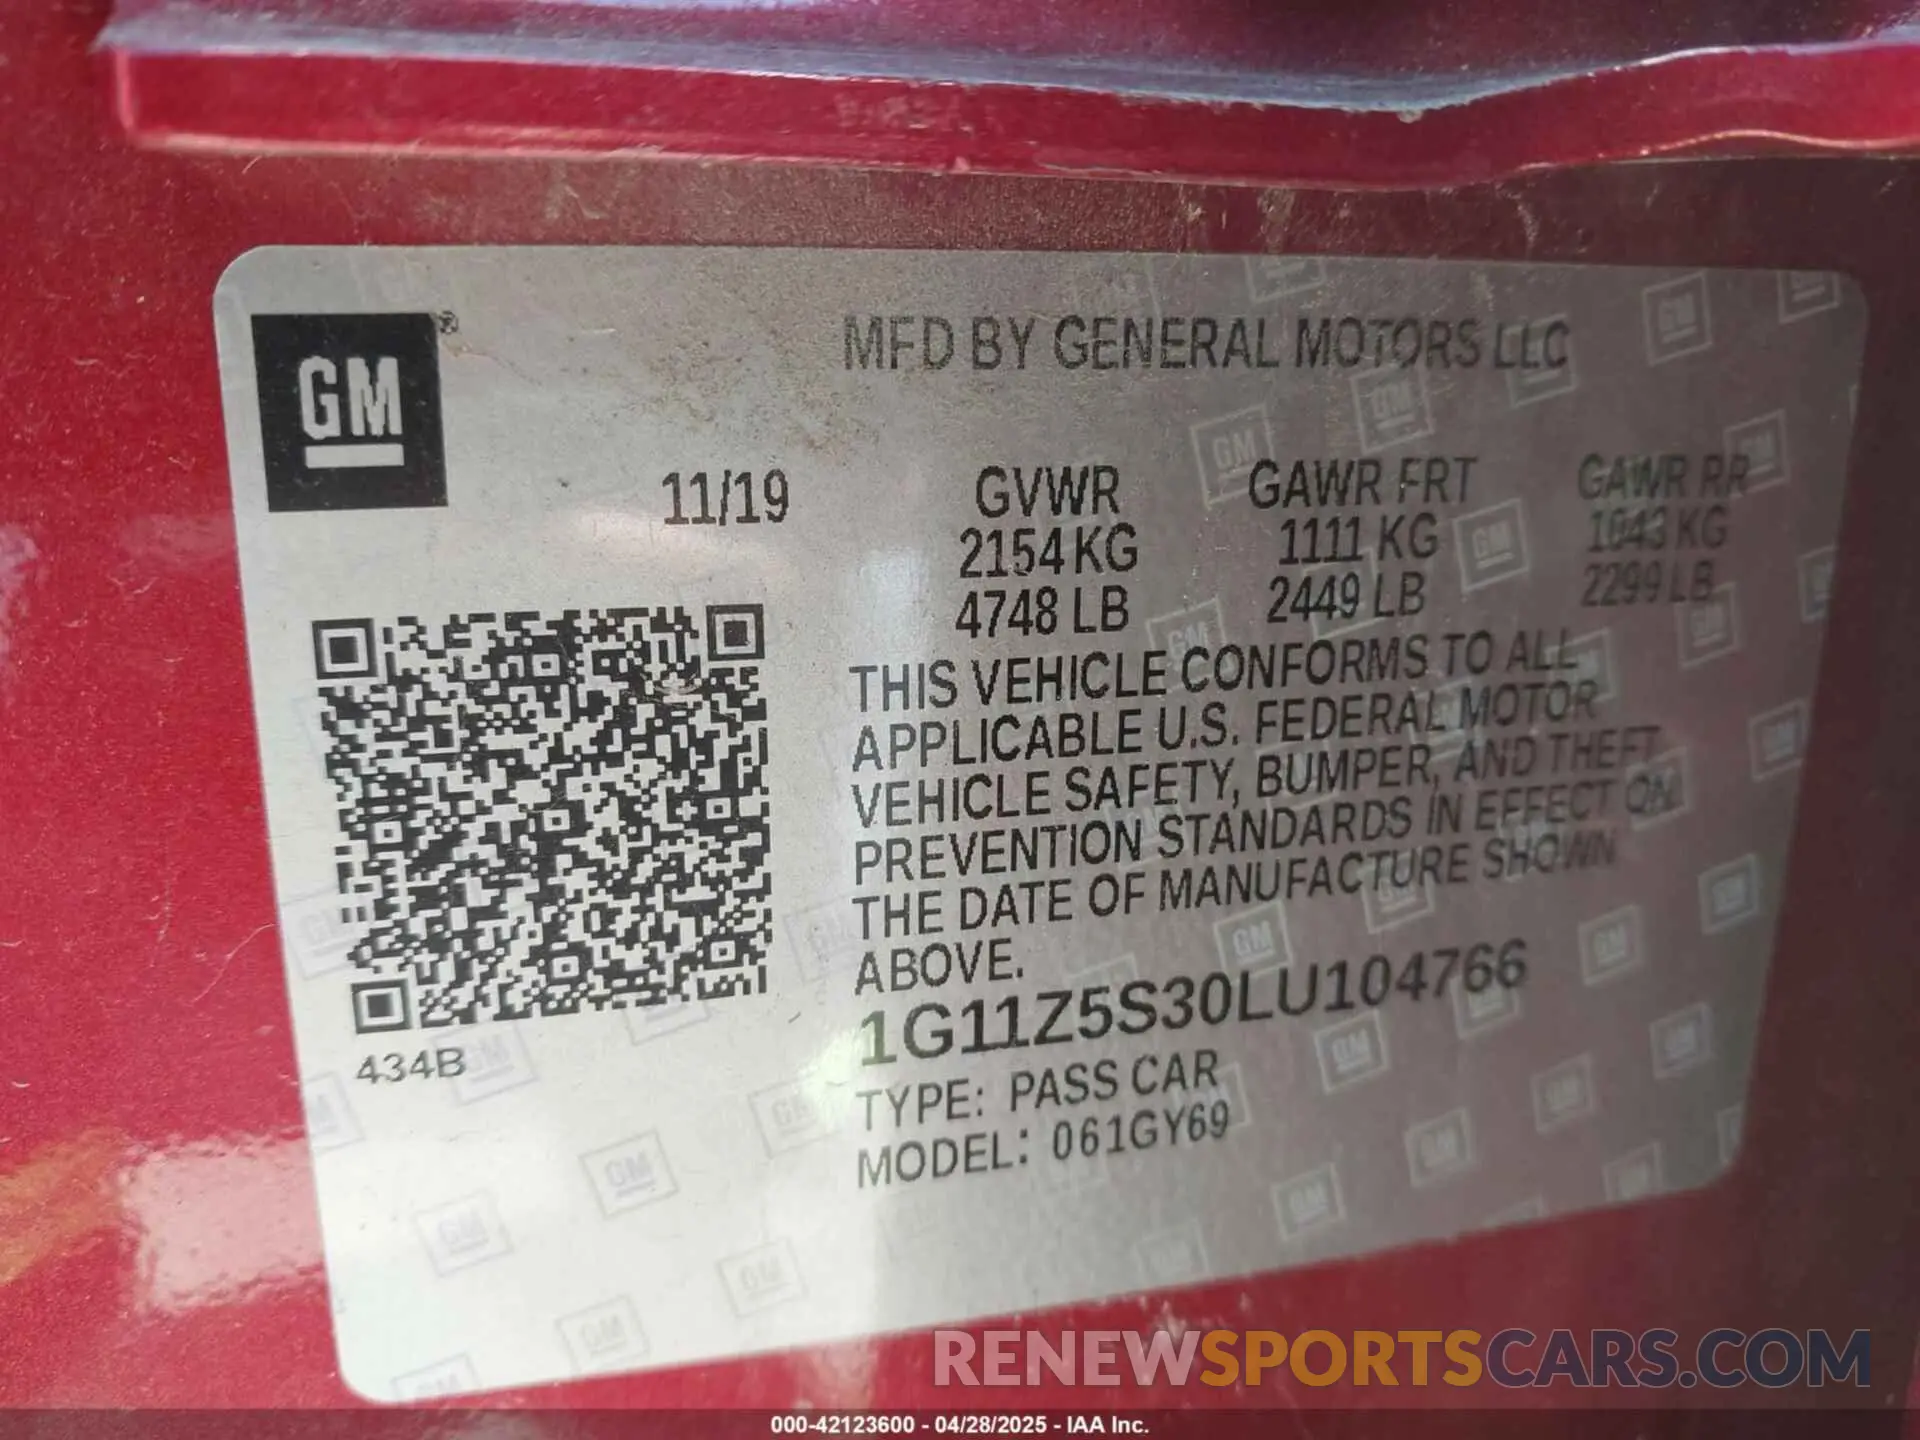 GM®
MFD BY GENERAL MOTORS LLC
11/19
GVWR
2154 KG
4748 LB
GAWR FRT
1111 KG
2449 LB
GAWR RR
1043 KG
2299 LB
THIS VEHICLE CONFORMS TO ALL
APPLICABLE U.S. FEDERAL MOTOR
VEHICLE SAFETY, BUMPER, AND THEFT
PREVENTION STANDARDS IN EFFECT ON
THE DATE OF MANUFACTURE SHOWN
ABOVE.
1G11Z5S30LU104766
TYPE: PASS CAR
MODEL: 061GY69
434B
RENEWSPORTSCARS.COM
000-42123600 - 04/28/2025 - IAA Inc.